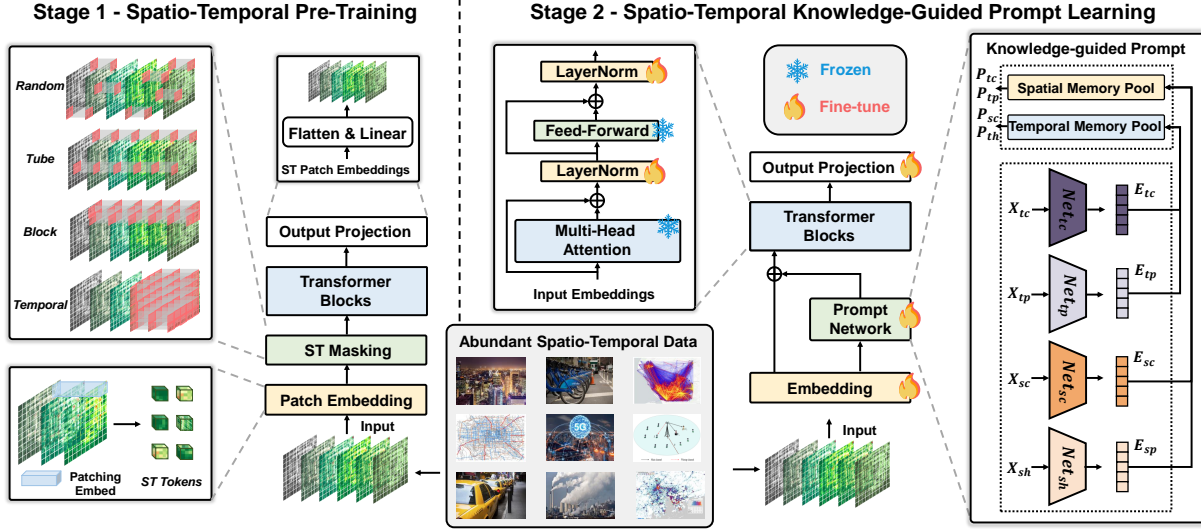 Stage 1 - Spatio-Temporal Pre-Training
Random
Tube
Block
Temporal
Flatten & Linear
ST Patch Embeddings
Output Projection
Transformer
Blocks
ST Masking
Patch Embedding
Input
Patching
Embed
ST Tokens
Abundant Spatio-Temporal Data
5G
Stage 2 - Spatio-Temporal Knowledge-Guided Prompt Learning
LayerNorm
Feed-Forward
LayerNorm
Multi-Head
Attention
Input Embeddings
Frozen
Fine-tune
Output Projection
Transformer
Blocks
Prompt
Network
Embedding
Input
Knowledge-guided Prompt
P_tc
P_tp
P_sc
P_th
Spatial Memory Pool
Temporal Memory Pool
X_tc Net_tc E_tc
X_tp Net_tp E_tp
X_sc Net_sc E_sc
X_sh Net_sh E_sp